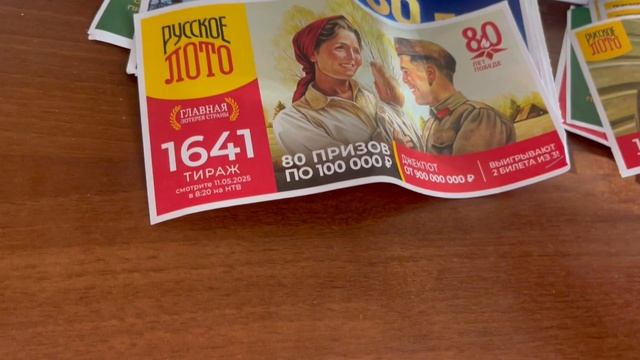 РУССКОЕ
ЛОТО
ГЛАВНАЯ
ЛОТЕРЕЯ СТРАНЫ
1641
ТИРАЖ
смотрите 11.05.2025
в 8:20 на НТВ
80 ПРИЗОВ
ПО 100 000 ₽
ДЖЕКПОТ
ОТ 900 000 000 ₽
ВЫИГРЫВАЮТ
2 БИЛЕТА ИЗ 3!
80
ЛЕТ
ПОБЕДЕ
РУССКОЕ
ЛОТО